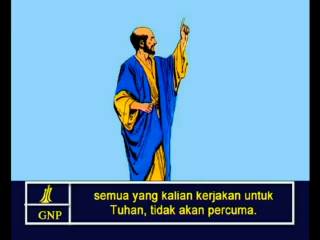 semua yang kalian kerjakan untuk
Tuhan, tidak akan percuma.
GNP